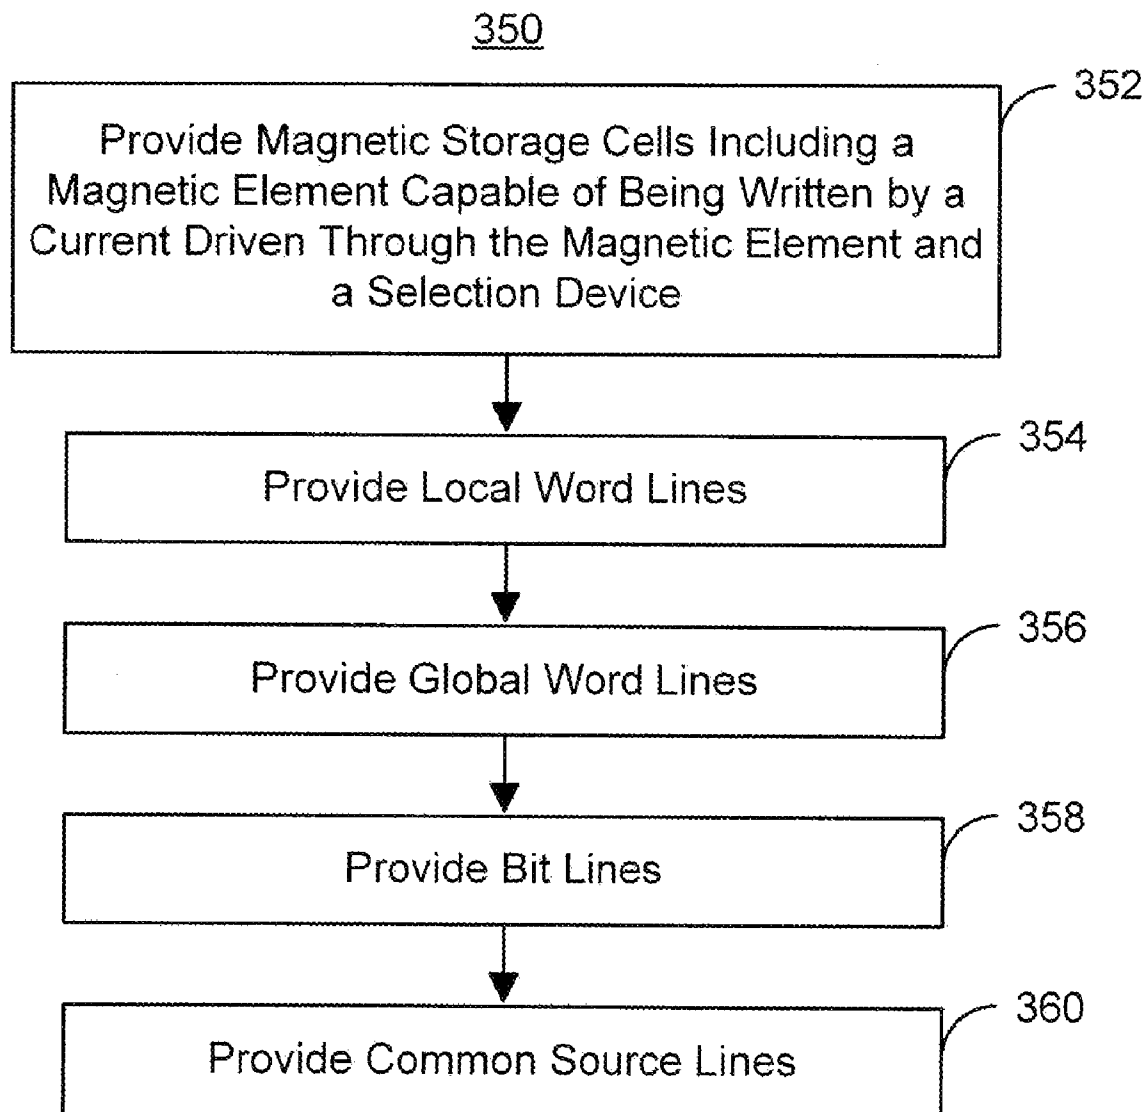 350
352
Provide Magnetic Storage Cells Including a
Magnetic Element Capable of Being Written by a
Current Driven Through the Magnetic Element and
a Selection Device
354
Provide Local Word Lines
356
Provide Global Word Lines
358
Provide Bit Lines
360
Provide Common Source Lines